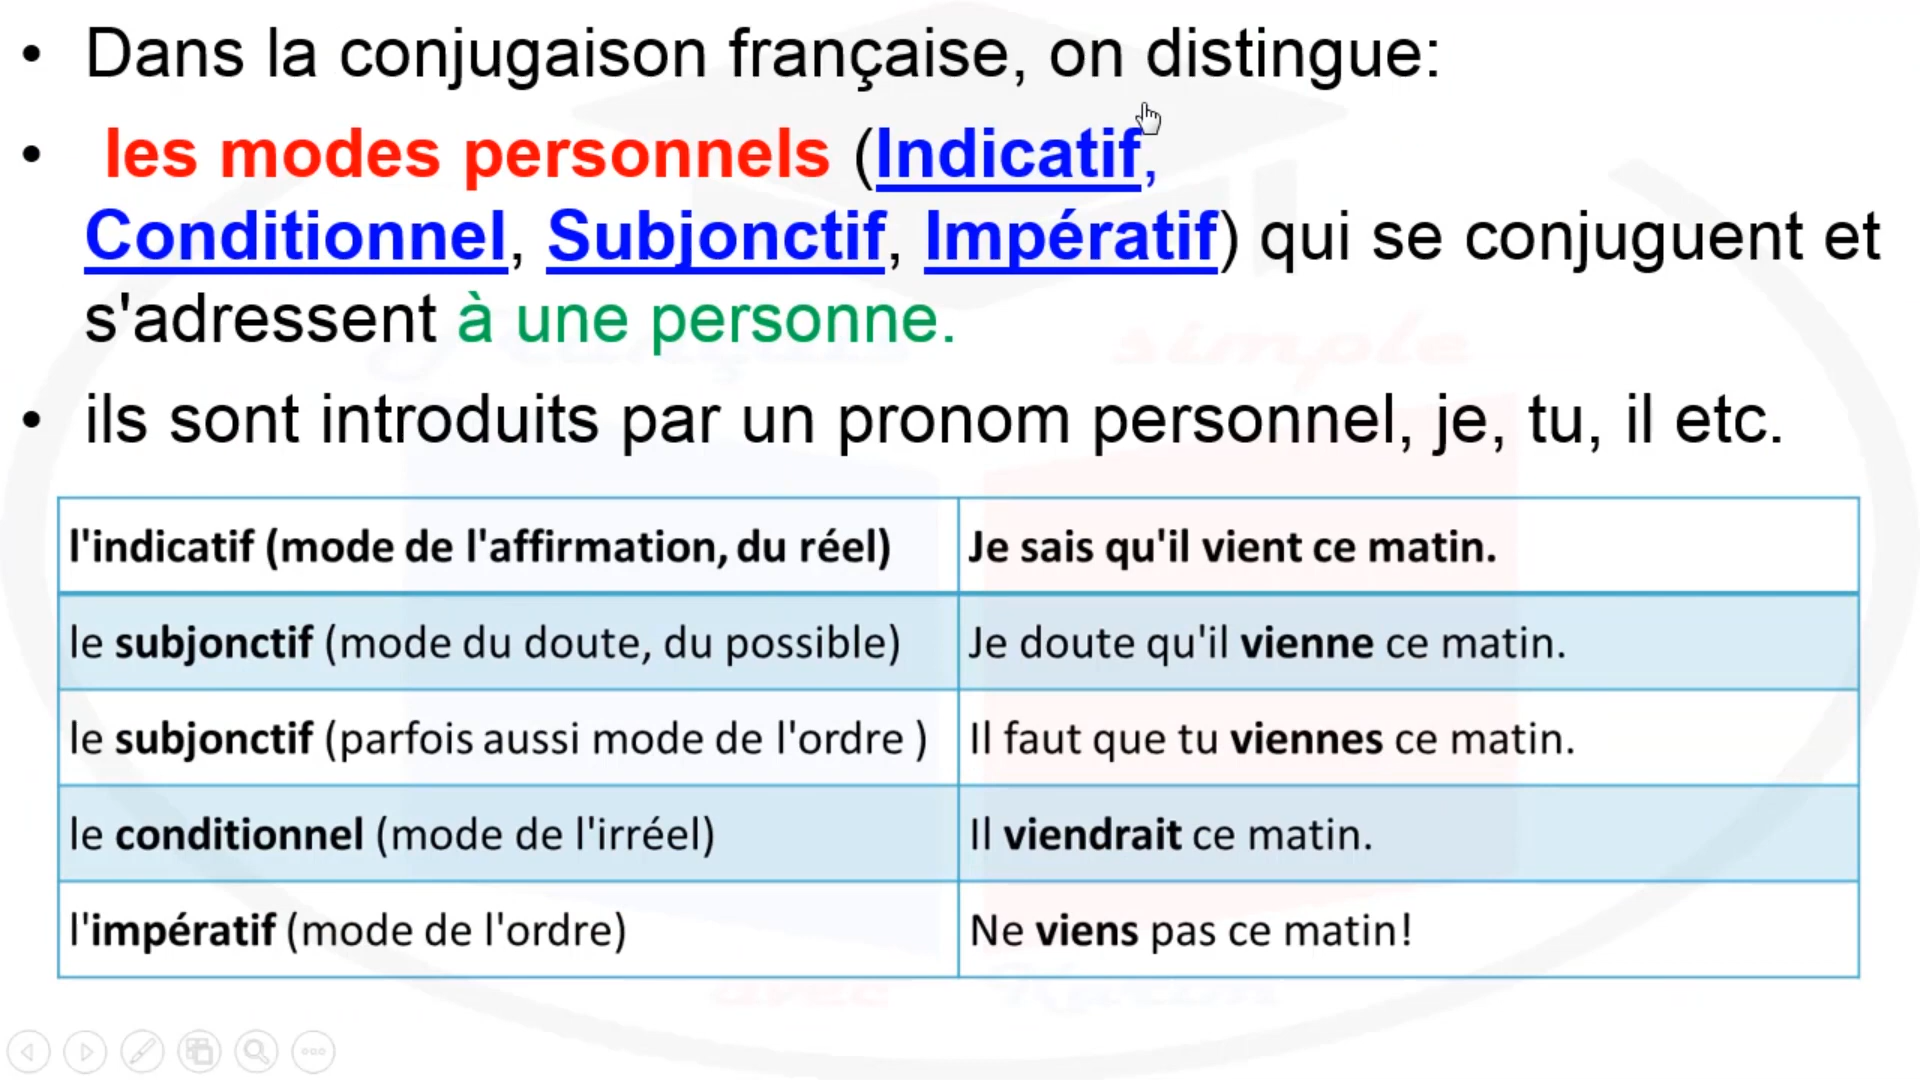 • Dans la conjugaison française, on distingue:
• les modes personnels (Indicatif,
Conditionnel, Subjonctif, Impératif) qui se conjuguent et
s'adressent à une personne.
• ils sont introduits par un pronom personnel, je, tu, il etc.
l'indicatif (mode de l'affirmation, du réel) Je sais qu'il vient ce matin.
le subjonctif (mode du doute, du possible) Je doute qu'il vienne ce matin.
le subjonctif (parfois aussi mode de l'ordre ) Il faut que tu viennes ce matin.
le conditionnel (mode de l'irréel) Il viendrait ce matin.
l'impératif (mode de l'ordre) Ne viens pas ce matin!
simple
avec